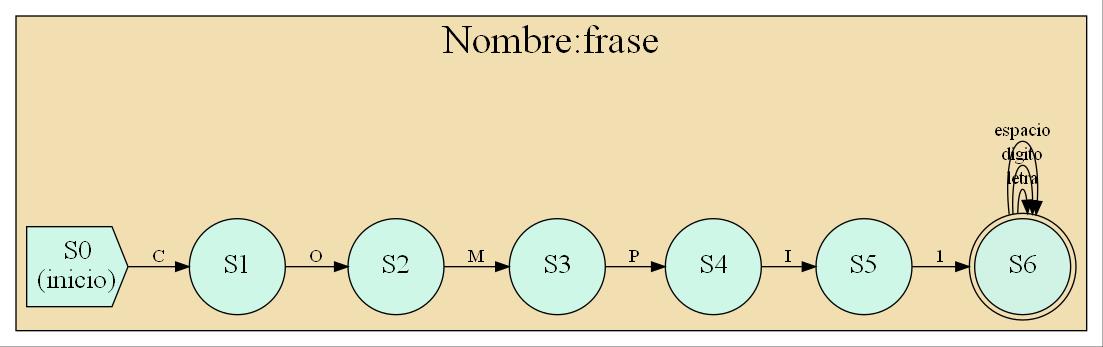 Nombre:frase
espacio
digito
letra
S0
(inicio)
C
S1
O
S2
M
S3
P
S4
I
S5
1
S6